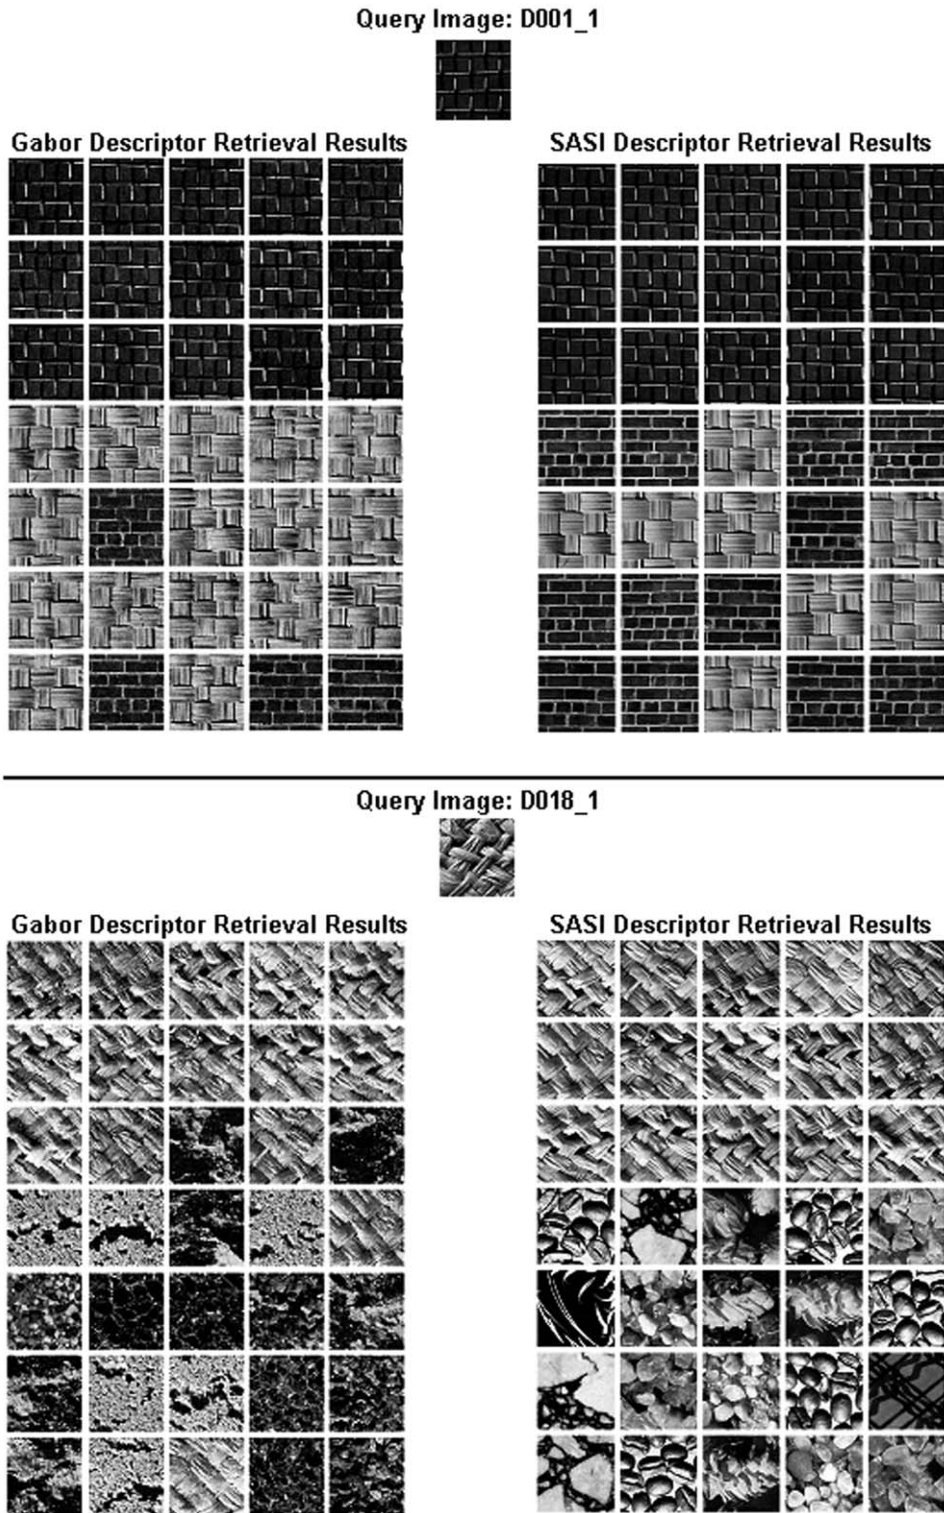 Query Image: D001_1
Gabor Descriptor Retrieval Results
SASI Descriptor Retrieval Results
Query Image: D018_1
Gabor Descriptor Retrieval Results
SASI Descriptor Retrieval Results